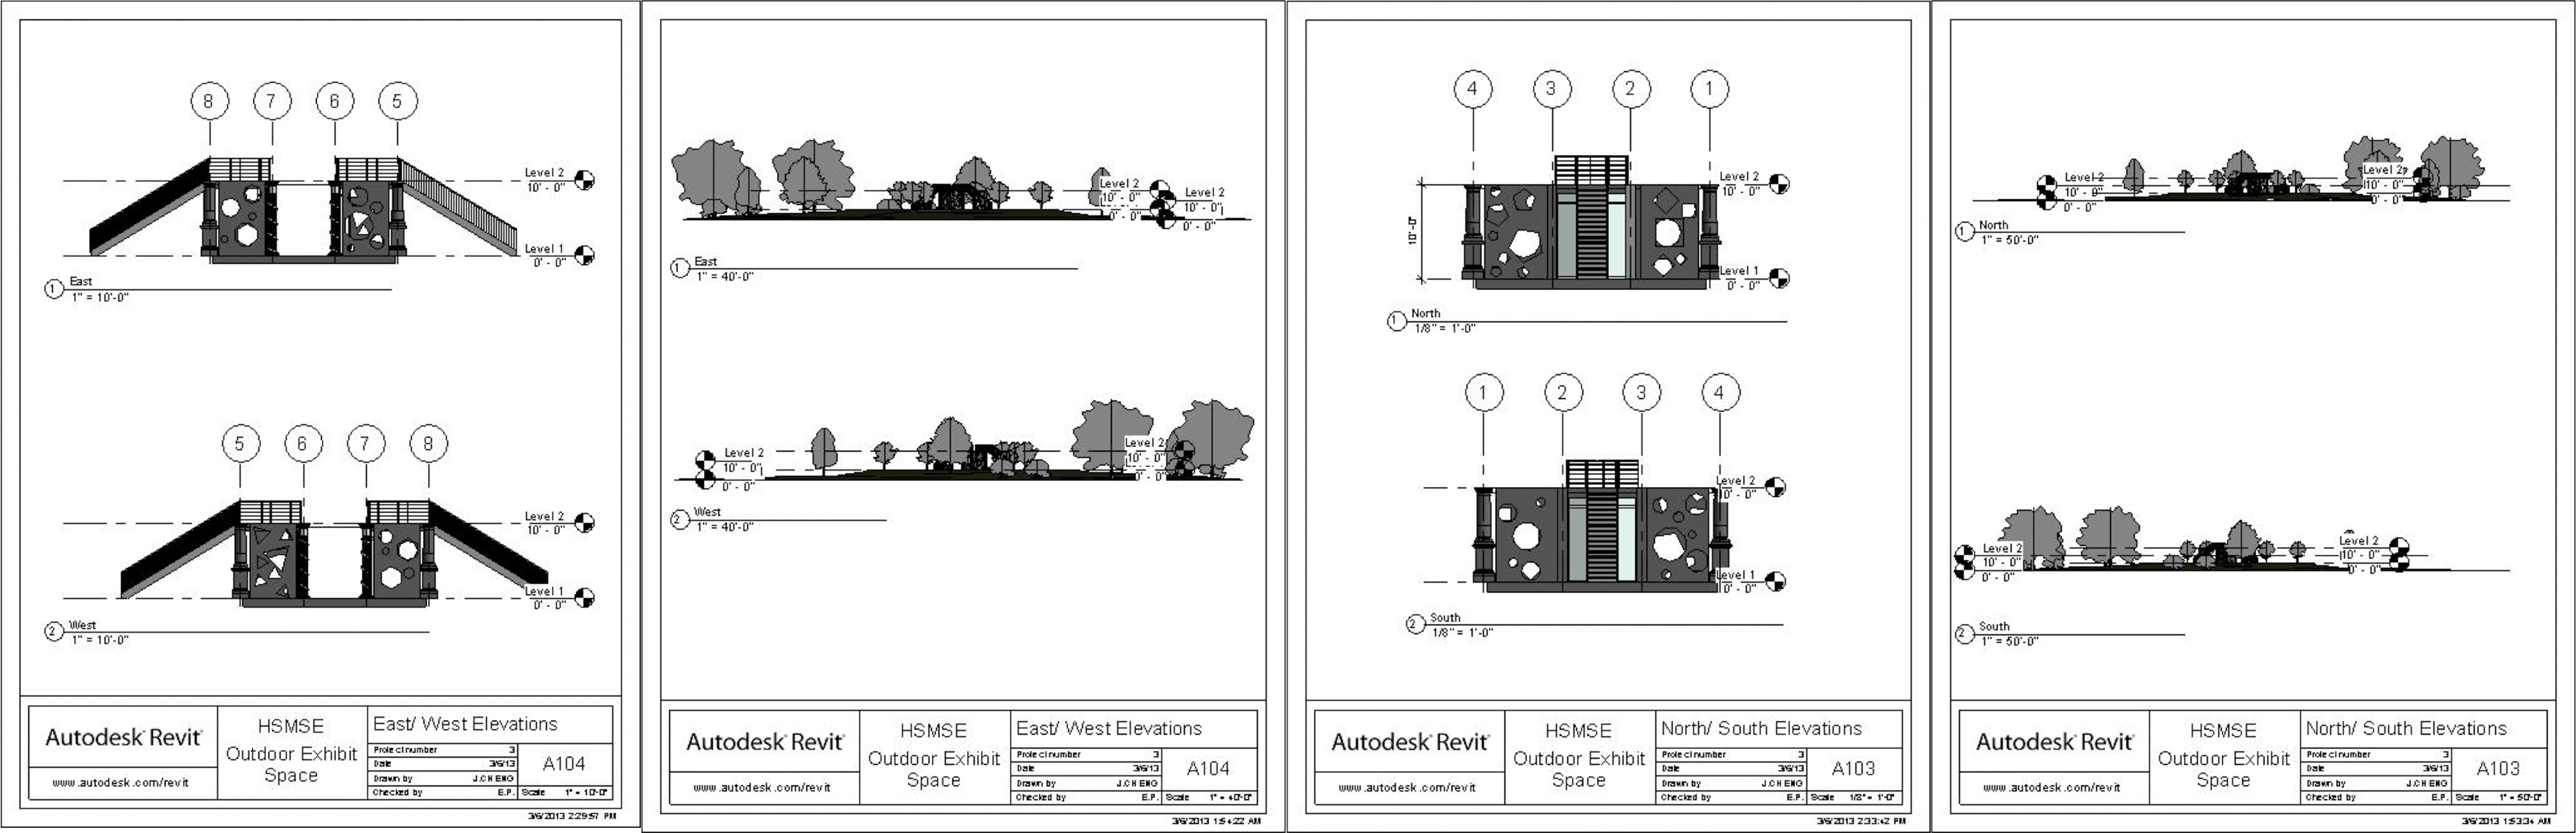 8 7 6 5
Level 2
10' - 0"
Level 1
0' - 0"
1 East
1" = 10'-0"
5 6 7 8
Level 2
10' - 0"
Level 1
0' - 0"
2 West
1" = 10'-0"
Autodesk Revit
www.autodesk.com/revit
HSMSE
Outdoor Exhibit
Space
East/ West Elevations
Project number 3
Date 3/6/13
Drawn by J.CHENG
Checked by E.P.
A104
Scale 1" = 10'-0"
3/6/2013 2:29:57 PM
Level 2
10' - 0"
0' - 0"
Level 2
10' - 0"
0' - 0"
1 East
1" = 40'-0"
Level 2
10' - 0"
0' - 0"
Level 2
10' - 0"
0' - 0"
2 West
1" = 40'-0"
Autodesk Revit
www.autodesk.com/revit
HSMSE
Outdoor Exhibit
Space
East/ West Elevations
Project number 3
Date 3/6/13
Drawn by J.CHENG
Checked by E.P.
A104
Scale 1" = 40'-0"
3/6/2013 1:54:22 AM
4 3 2 1
Level 2
10' - 0"
10'-0"
Level 1
0' - 0"
1 North
1/8" = 1'-0"
1 2 3 4
Level 2
10' - 0"
Level 1
0' - 0"
2 South
1/8" = 1'-0"
Autodesk Revit
www.autodesk.com/revit
HSMSE
Outdoor Exhibit
Space
North/ South Elevations
Project number 3
Date 3/6/13
Drawn by J.CHENG
Checked by E.P.
A103
Scale 1/8" = 1'-0"
3/6/2013 2:33:42 PM
Level 2
10' - 0"
0' - 0"
Level 2
10' - 0"
0' - 0"
1 North
1" = 50'-0"
Level 2
10' - 0"
0' - 0"
Level 2
10' - 0"
0' - 0"
2 South
1" = 50'-0"
Autodesk Revit
www.autodesk.com/revit
HSMSE
Outdoor Exhibit
Space
North/ South Elevations
Project number 3
Date 3/6/13
Drawn by J.CHENG
Checked by E.P.
A103
Scale 1" = 50'-0"
3/6/2013 1:53:34 AM